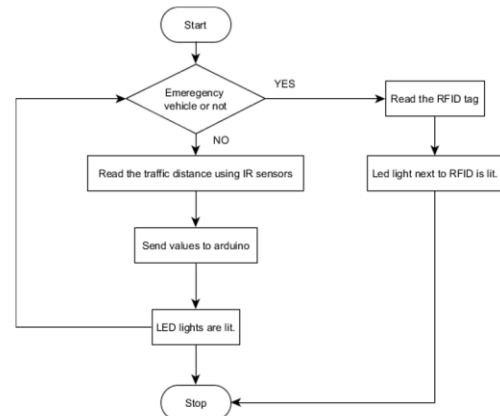 Start
Emeregency
vehicle or not
YES
Read the RFID tag
NO
Read the traffic distance using IR sensors
Led light next to RFID is lit.
Send values to arduino
LED lights are lit.
Stop